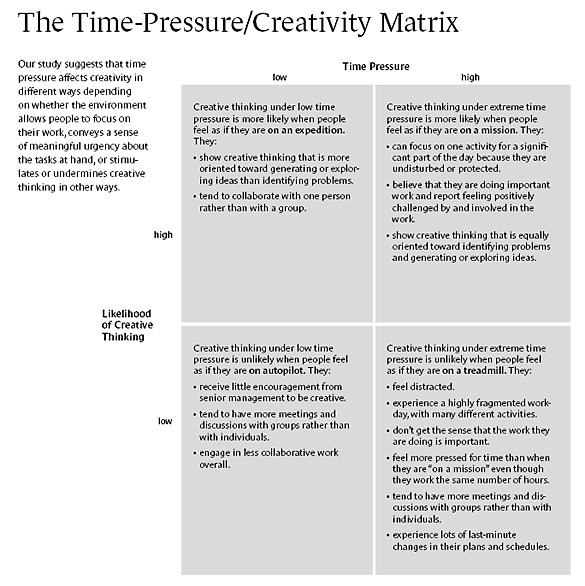 The Time-Pressure/Creativity Matrix
Our study suggests that time
pressure affects creativity in
different ways depending
on whether the environment
allows people to focus on
their work, conveys a sense
of meaningful urgency about
the tasks at hand, or stimu-
lates or undermines creative
thinking in other ways.
Time Pressure
low
high
high
Creative thinking under low time
pressure is more likely when people
feel as if they are on an expedition.
They:
• show creative thinking that is more
oriented toward generating or explor-
ing ideas than identifying problems.
• tend to collaborate with one person
rather than with a group.
Creative thinking under extreme time
pressure is more likely when people
feel as if they are on a mission. They:
• can focus on one activity for a signifi-
cant part of the day because they are
undisturbed or protected.
• believe that they are doing important
work and report feeling positively
challenged by and involved in the
work.
• show creative thinking that is equally
oriented toward identifying problems
and generating or exploring ideas.
Likelihood
of Creative
Thinking
low
Creative thinking under low time
pressure is unlikely when people feel
as if they are on autopilot. They:
• receive little encouragement from
senior management to be creative.
• tend to have more meetings and
discussions with groups rather than
with individuals.
• engage in less collaborative work
overall.
Creative thinking under extreme time
pressure is unlikely when people feel
as if they are on a treadmill. They:
• feel distracted.
• experience a highly fragmented work-
day, with many different activities.
• don't get the sense that the work they
are doing is important.
• feel more pressed for time than when
they are “on a mission” even though
they work the same number of hours.
• tend to have more meetings and dis-
cussions with groups rather than with
individuals.
• experience lots of last-minute
changes in their plans and schedules.